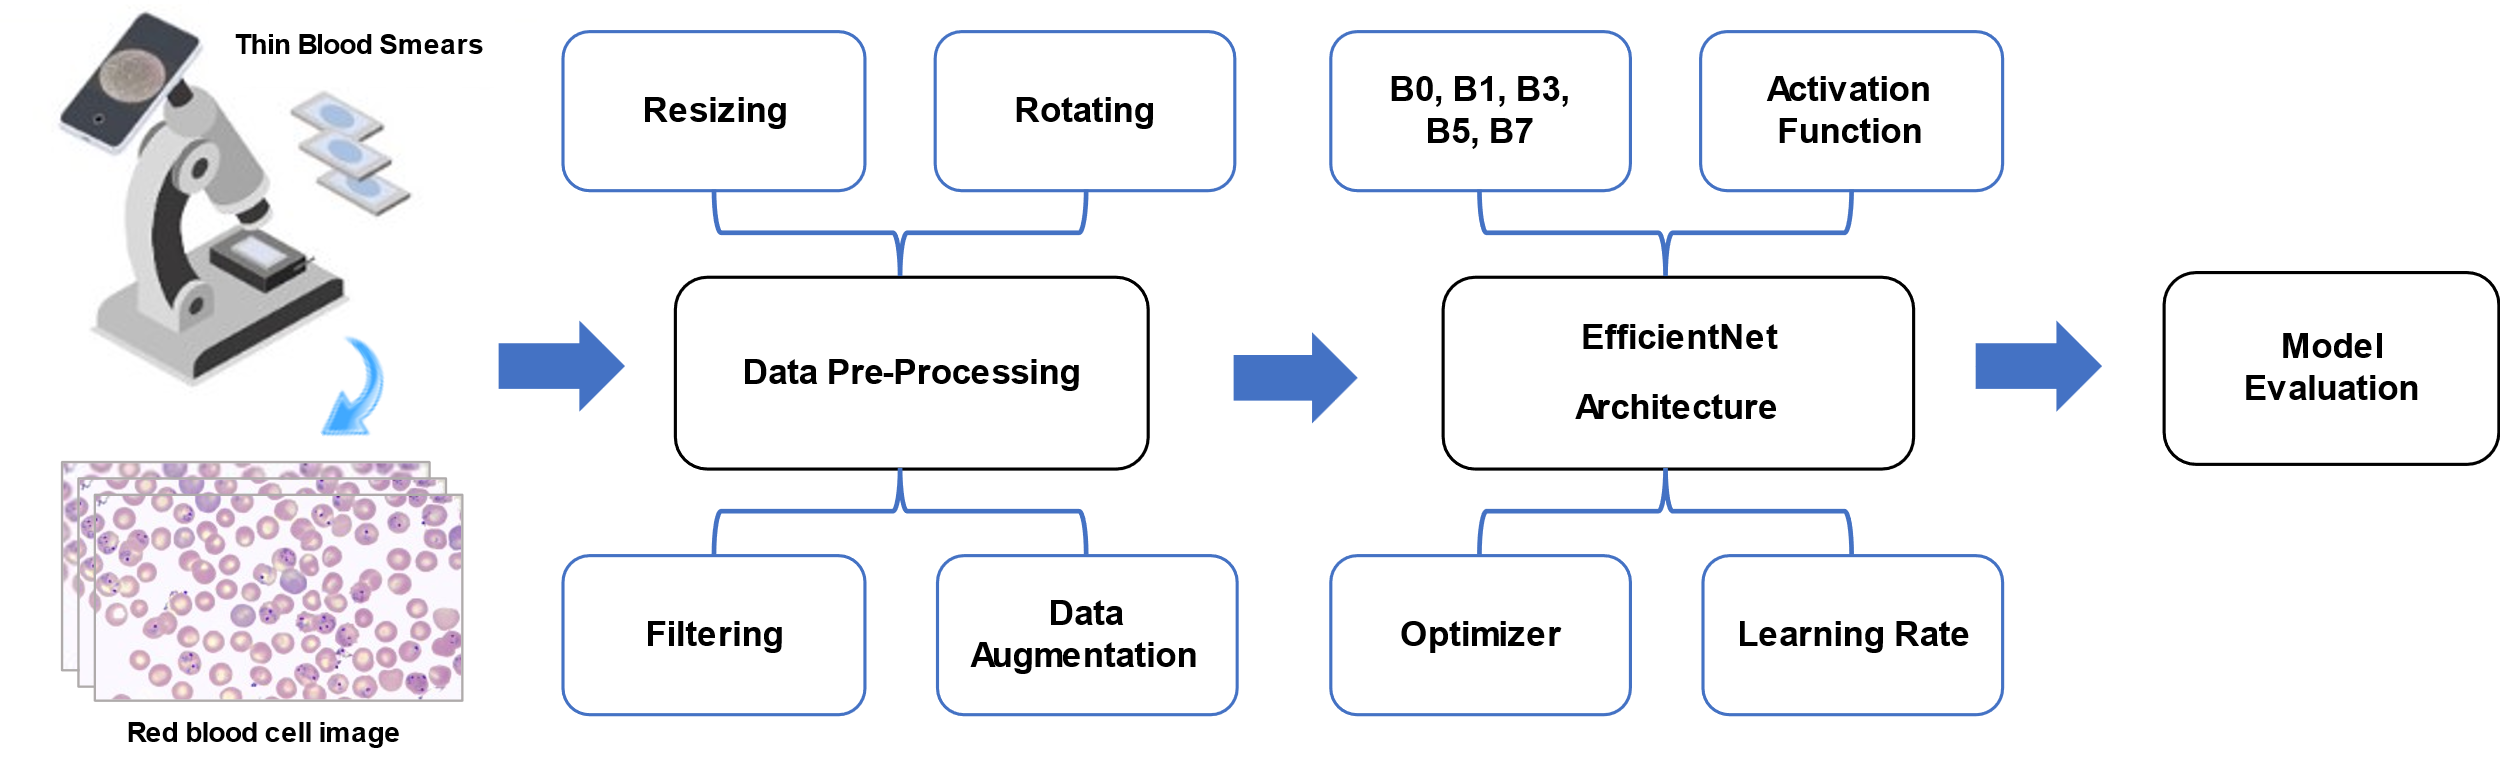 Thin Blood Smears
Red blood cell image
Resizing
Rotating
Data Pre-Processing
Filtering
Data
Augmentation
B0, B1, B3,
B5, B7
Activation
Function
EfficientNet
Architecture
Optimizer
Learning Rate
Model
Evaluation